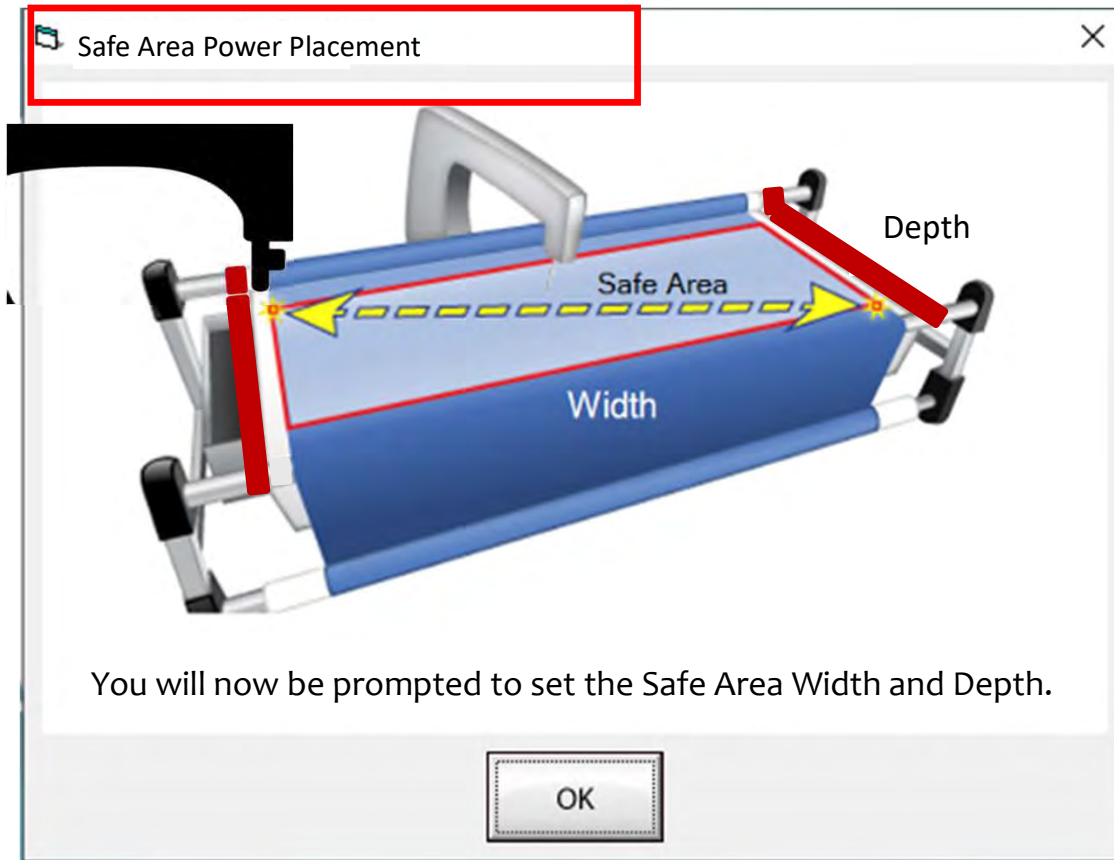 Safe Area Power Placement
Depth
Safe Area
Width
You will now be prompted to set the Safe Area Width and Depth.
OK